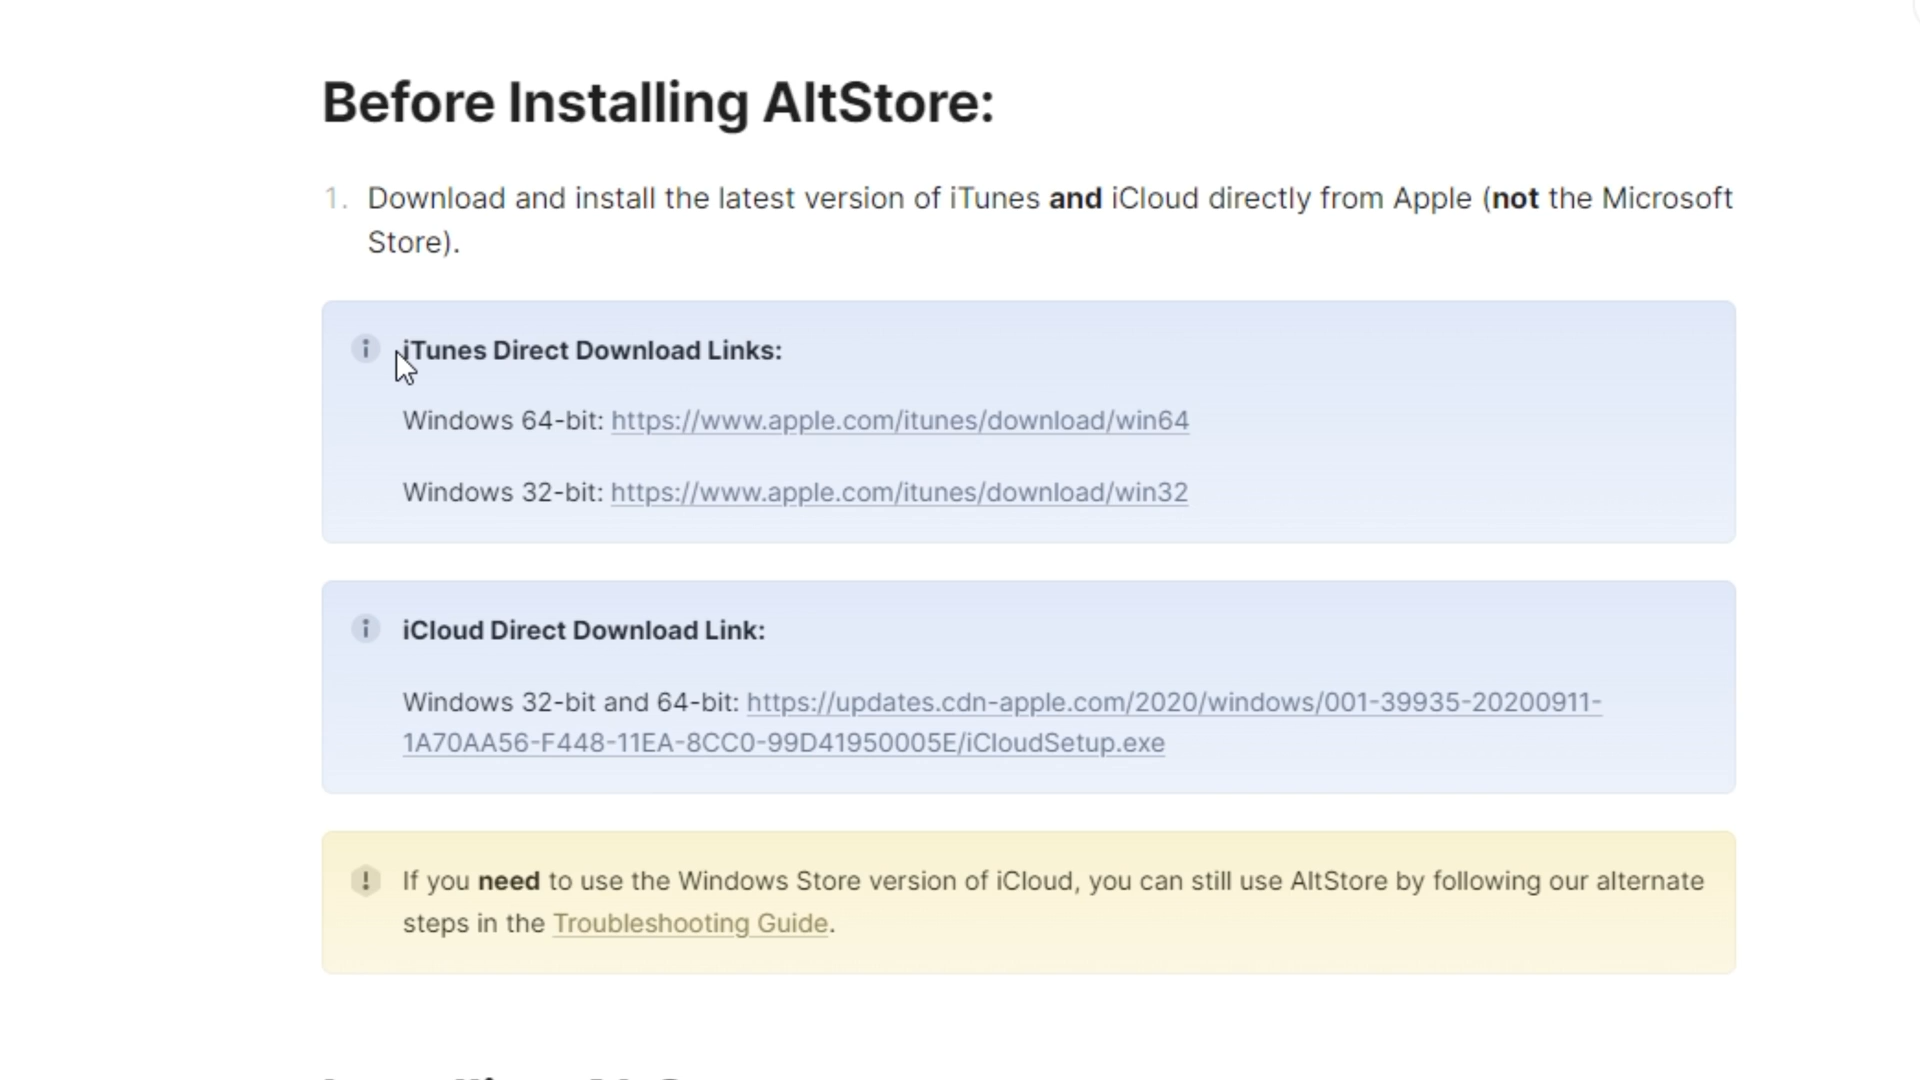 Before Installing AltStore:
1. Download and install the latest version of iTunes and iCloud directly from Apple (not the Microsoft
Store).
iTunes Direct Download Links:
Windows 64-bit: https://www.apple.com/itunes/download/win64
Windows 32-bit: https://www.apple.com/itunes/download/win32
iCloud Direct Download Link:
Windows 32-bit and 64-bit: https://updates.cdn-apple.com/2020/windows/001-39935-20200911-
1A70AA56-F448-11EA-8CC0-99D41950005E/iCloudSetup.exe
If you need to use the Windows Store version of iCloud, you can still use AltStore by following our alternate
steps in the Troubleshooting Guide.